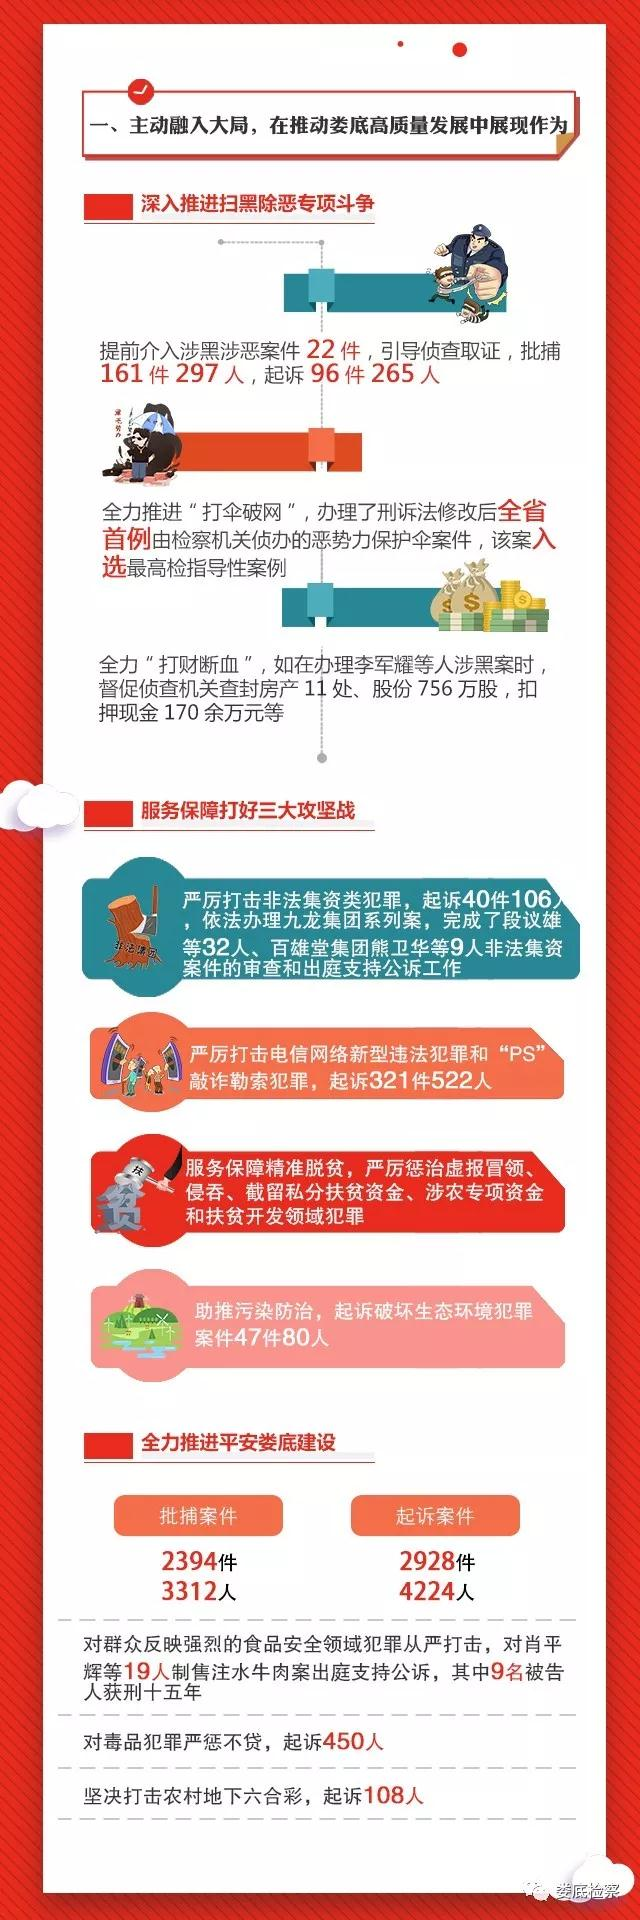 一、主动融入大局，在推动娄底高质量发展中展现作为
深入推进扫黑除恶专项斗争
提前介入涉黑涉恶案件 22 件，引导侦查取证，批捕
161 件 297 人，起诉 96 件 265 人
全力推进“打伞破网”，办理了刑诉法修改后全省
首例由检察机关侦办的恶势力保护伞案件，该案入
选最高检指导性案例
全力“打财断血”，如在办理李军耀等人涉黑案时，
督促侦查机关查封房产 11 处、股份 756 万股，扣
押现金 170 余万元等
服务保障打好三大攻坚战
严厉打击非法集资类犯罪，起诉40件106人
，依法办理九龙集团系列案，完成了段议雄
等32人、百雄堂集团熊卫华等9人非法集资
案件的审查和出庭支持公诉工作
非法集团
严厉打击电信网络新型违法犯罪和“PS”
敲诈勒索犯罪，起诉321件522人
服务保障精准脱贫，严厉惩治虚报冒领、
侵吞、截留私分扶贫资金、涉农专项资金
和扶贫开发领域犯罪
扶
贫
助推污染防治，起诉破坏生态环境犯罪
案件47件80人
全力推进平安娄底建设
批捕案件 起诉案件
2394件 2928件
3312人 4224人
对群众反映强烈的食品安全领域犯罪从严打击，对肖平
辉等19人制售注水牛肉案出庭支持公诉，其中9名被告
人获刑十五年
对毒品犯罪严惩不贷，起诉450人
坚决打击农村地下六合彩，起诉108人
娄底检察